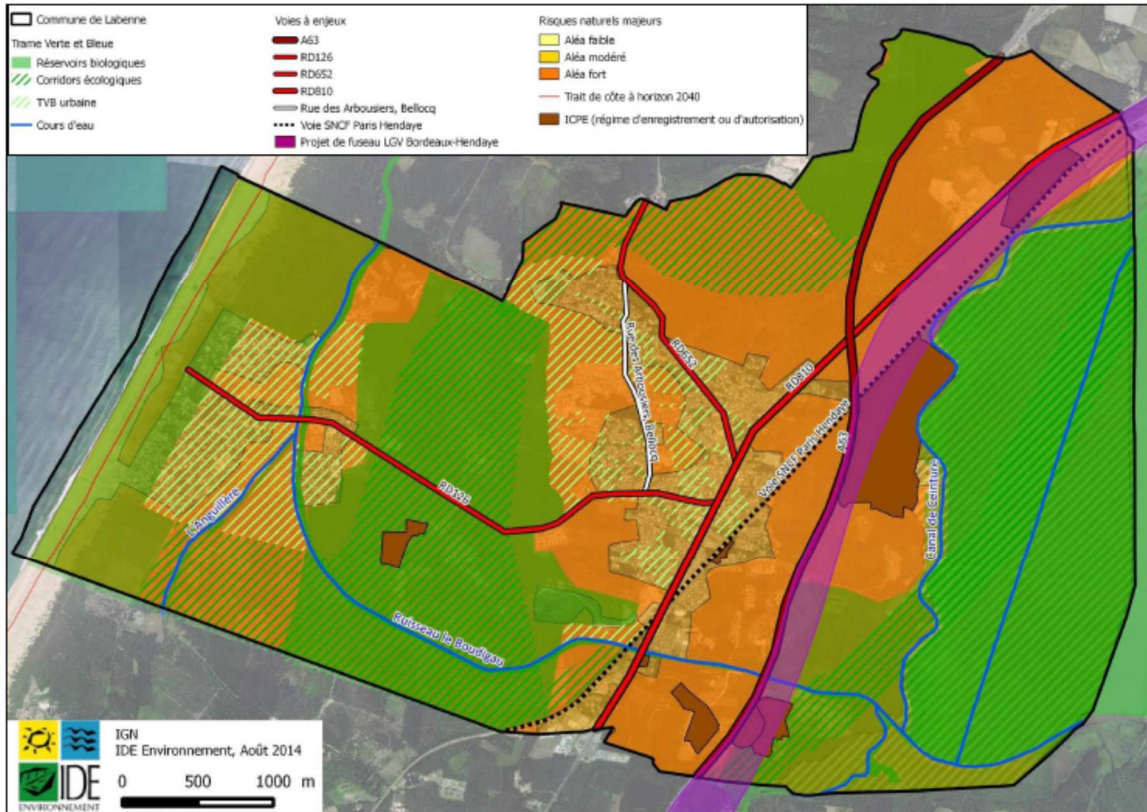 Commune de Labenne
Trame Verte et Bleue
Réservoirs biologiques
Corridors écologiques
TVB urbaine
Cours d'eau
Voies à enjeux
A63
RD126
RD652
RD810
Rue des Arbousiers, Bellocq
Voie SNCF Paris Hendaye
Projet de fuseau LGV Bordeaux-Hendaye
Risques naturels majeurs
Aléa faible
Aléa modéré
Aléa fort
Trait de côte à horizon 2040
ICPE (régime d'enregistrement ou d'autorisation)
Rue des Arbousiers, Bellocq
RD652
RD810
Voie SNCF Paris Hendaye
A63
RD126
L'Anguillère
Canal de Ceinture
Ruisseau le Boudigau
IGN
IDE Environnement, Août 2014
IDE
ENVIRONNEMENT
0 500 1000 m